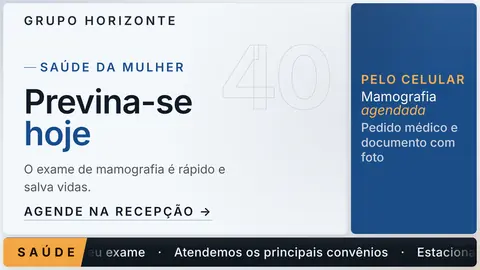 GRUPO HORIZONTE
40
— SAÚDE DA MULHER
Previna-se
hoje
O exame de mamografia é rápido e
salva vidas.
AGENDE NA RECEPÇÃO →
PELO CELULAR
Mamografia
agendada
Pedido médico e
documento com
foto
SAÚDE
exame · Atendemos os principais convênios ·